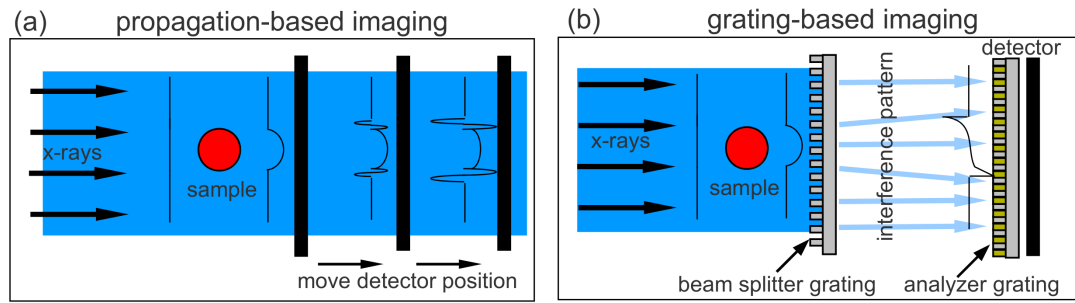 (a) propagation-based imaging
x-rays
sample
move detector position
(b) grating-based imaging
detector
x-rays
sample
interference pattern
beam splitter grating
analyzer grating